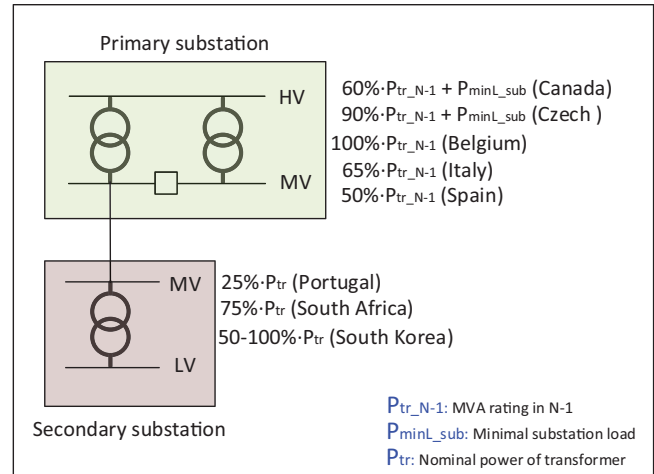 Primary substation
HV
MV
60%·Ptr_N-1 + PminL_sub (Canada)
90%·Ptr_N-1 + PminL_sub (Czech )
100%·Ptr_N-1 (Belgium)
65%·Ptr_N-1 (Italy)
50%·Ptr_N-1 (Spain)
MV
LV
25%·Ptr (Portugal)
75%·Ptr (South Africa)
50-100%·Ptr (South Korea)
Secondary substation
Ptr_N-1: MVA rating in N-1
PminL_sub: Minimal substation load
Ptr: Nominal power of transformer